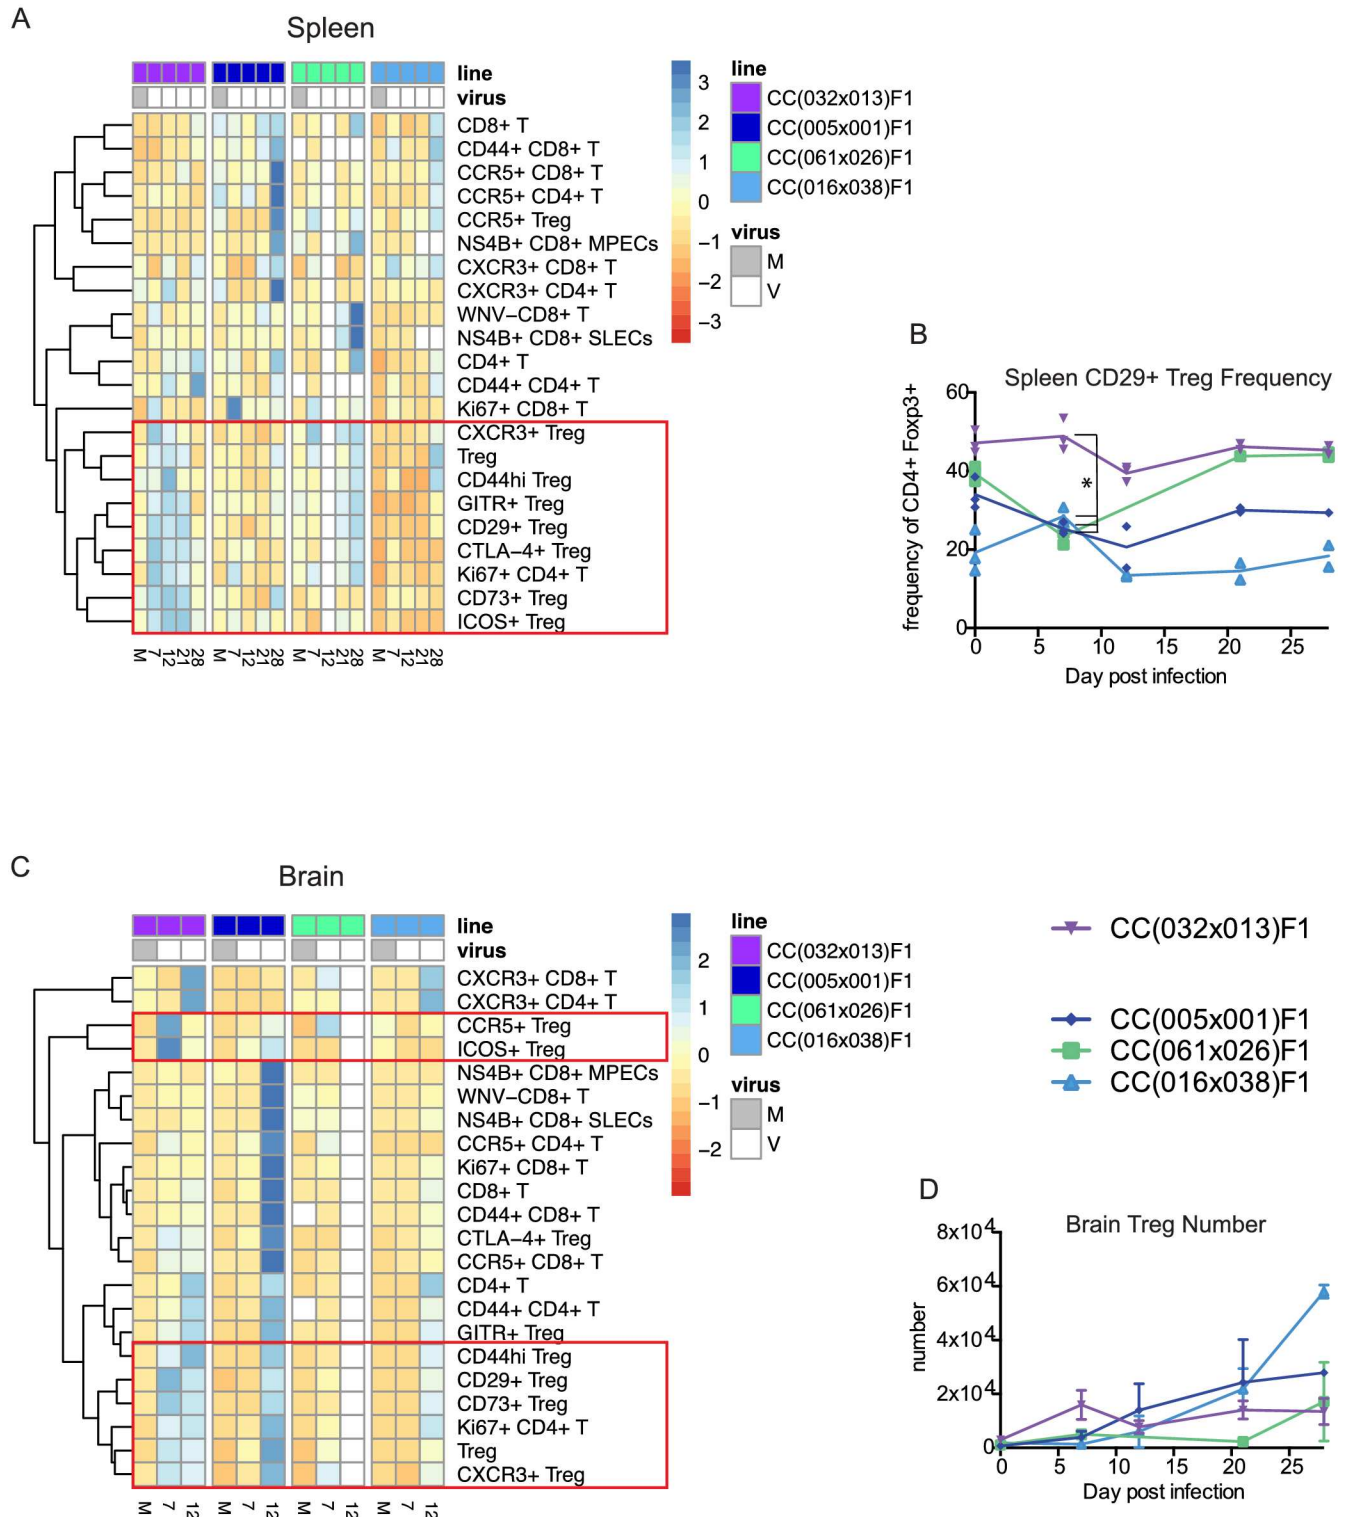 A
Spleen
line
virus
CD8+ T
CD44+ CD8+ T
CCR5+ CD8+ T
CCR5+ CD4+ T
CCR5+ Treg
NS4B+ CD8+ MPECs
CXCR3+ CD8+ T
CXCR3+ CD4+ T
WNV–CD8+ T
NS4B+ CD8+ SLECs
CD4+ T
CD44+ CD4+ T
Ki67+ CD8+ T
CXCR3+ Treg
Treg
CD44hi Treg
GITR+ Treg
CD29+ Treg
CTLA–4+ Treg
Ki67+ CD4+ T
CD73+ Treg
ICOS+ Treg
M 7 12 21 28 M 7 12 21 28 M 7 12 21 28 M 7 12 21 28
3
2
1
0
–1
–2
–3
line
CC(032x013)F1
CC(005x001)F1
CC(061x026)F1
CC(016x038)F1
virus
M
V
B
Spleen CD29+ Treg Frequency
frequency of CD4+ Foxp3+
60
40
20
0
*
0 5 10 15 20 25
Day post infection
C
Brain
line
virus
CXCR3+ CD8+ T
CXCR3+ CD4+ T
CCR5+ Treg
ICOS+ Treg
NS4B+ CD8+ MPECs
WNV–CD8+ T
NS4B+ CD8+ SLECs
CCR5+ CD4+ T
Ki67+ CD8+ T
CD8+ T
CD44+ CD8+ T
CTLA–4+ Treg
CCR5+ CD8+ T
CD4+ T
CD44+ CD4+ T
GITR+ Treg
CD44hi Treg
CD29+ Treg
CD73+ Treg
Ki67+ CD4+ T
Treg
CXCR3+ Treg
M 7 12 M 7 12 M 7 12 M 7 12
2
1
0
–1
–2
line
CC(032x013)F1
CC(005x001)F1
CC(061x026)F1
CC(016x038)F1
virus
M
V
CC(032x013)F1
CC(005x001)F1
CC(061x026)F1
CC(016x038)F1
D
Brain Treg Number
number
8x10⁴
6x10⁴
4x10⁴
2x10⁴
0
0 5 10 15 20 25
Day post infection